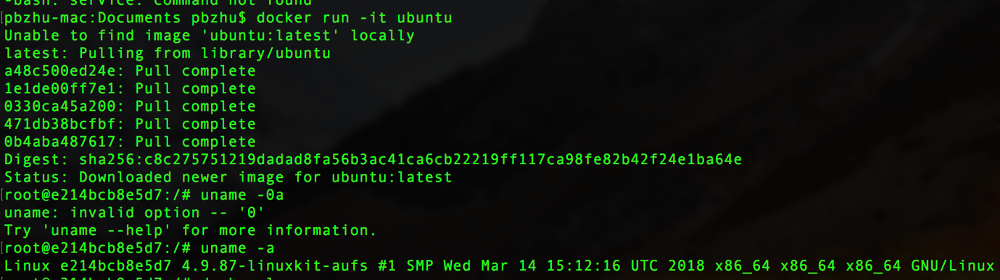 -bash: service: command not found
[pbzhu-mac:Documents pbzhu$ docker run -it ubuntu
Unable to find image 'ubuntu:latest' locally
latest: Pulling from library/ubuntu
a48c500ed24e: Pull complete
1e1de00ff7e1: Pull complete
0330ca45a200: Pull complete
471db38bcfbf: Pull complete
0b4aba487617: Pull complete
Digest: sha256:c8c275751219dadad8fa56b3ac41ca6cb22219ff117ca98fe82b42f24e1ba64e
Status: Downloaded newer image for ubuntu:latest
[root@e214bcb8e5d7:/# uname -0a
uname: invalid option -- '0'
Try 'uname --help' for more information.
[root@e214bcb8e5d7:/# uname -a
Linux e214bcb8e5d7 4.9.87-linuxkit-aufs #1 SMP Wed Mar 14 15:12:16 UTC 2018 x86_64 x86_64 x86_64 GNU/Linux